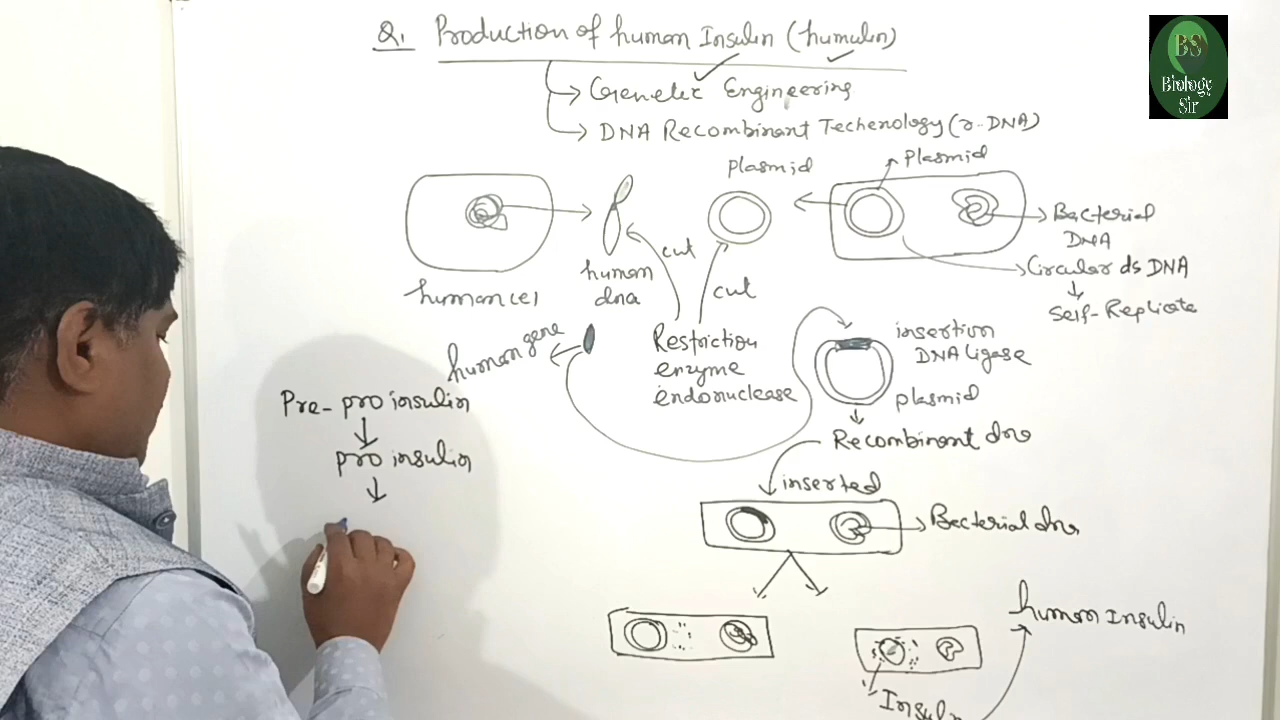 Q. Production of human Insulin (humulin)
Genetic Engineering
DNA Recombinant Techenology (r-DNA)
BS
Biology
Sir
plasmid
Plasmid
Bacterial
DNA
Circular ds DNA
Self-Replicate
cut
cut
human
dna
human cel
human gene
Restriction
enzyme
endonuclease
insertion
DNA ligase
plasmid
Recombinant dna
Pre-pro insulin
pro insulin
inserted
Bacterial dna
human Insulin
Insulin